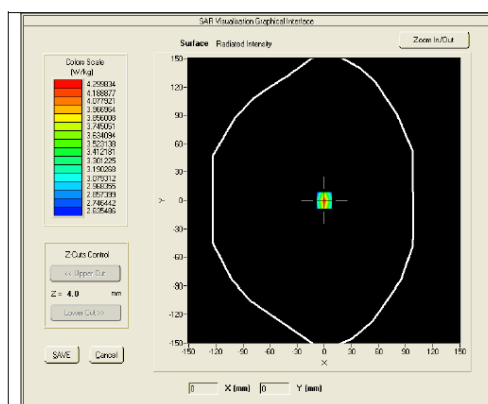 SAR Visualisation Graphical Interface
Surface Radiated Intensity
Zoom In/Out
Colors Scale
(W/kg)
4.299834
4.188877
4.077921
3.966964
3.856008
3.745051
3.634094
3.523138
3.412181
3.301225
3.190268
3.079312
2.968355
2.857399
2.746442
2.635486
Z-Cuts Control
<< Upper Cut
Z = 4.0 mm
Lower Cut >>
SAVE Cancel
150-
120-
90-
60-
30-
Y 0-
-30-
-60-
-90-
-120-
-150-
-150 -120 -90 -60 -30 0 30 60 90 120 150
X
0 X (mm) 0 Y (mm)